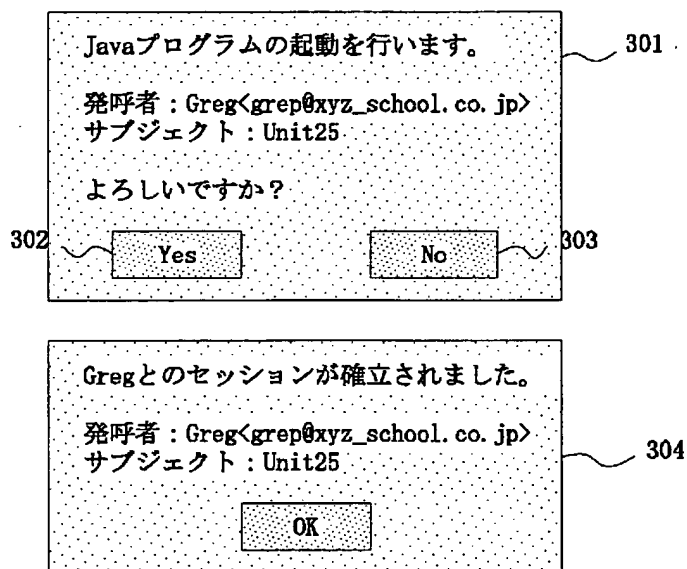 Javaプログラムの起動を行います。
301
発呼者：Greg<grep@xyz_school.co.jp>
サブジェクト：Unit25
よろしいですか？
302
Yes
No
303
Gregとのセッションが確立されました。
発呼者：Greg<grep@xyz_school.co.jp>
サブジェクト：Unit25
304
OK